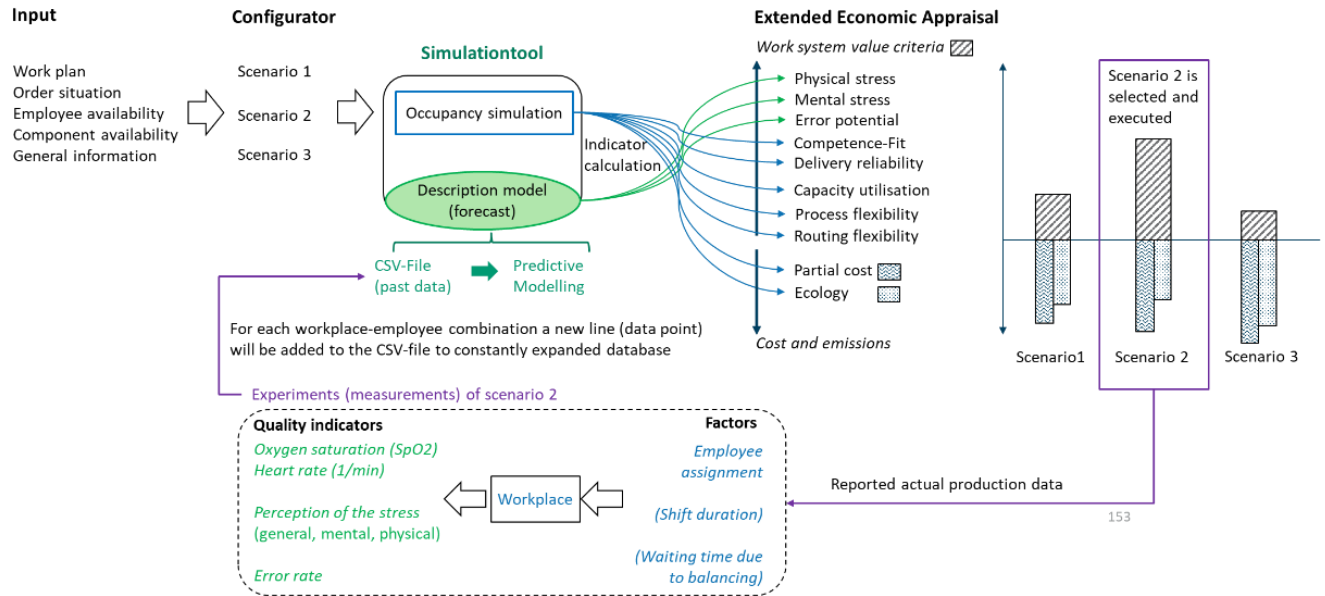 Input
Configurator
Extended Economic Appraisal
Simulationtool
Work system value criteria
Work plan
Order situation
Employee availability
Component availability
General information
Scenario 1
Scenario 2
Scenario 3
Occupancy simulation
Indicator
calculation
Description model
(forecast)
CSV-File
(past data)
Predictive
Modelling
Physical stress
Mental stress
Error potential
Competence-Fit
Delivery reliability
Capacity utilisation
Process flexibility
Routing flexibility
Partial cost
Ecology
Cost and emissions
Scenario 2 is
selected and
executed
Scenario1
Scenario 2
Scenario 3
For each workplace-employee combination a new line (data point)
will be added to the CSV-file to constantly expanded database
Experiments (measurements) of scenario 2
Quality indicators
Oxygen saturation (SpO2)
Heart rate (1/min)
Perception of the stress
(general, mental, physical)
Error rate
Workplace
Factors
Employee
assignment
(Shift duration)
(Waiting time due
to balancing)
Reported actual production data
153